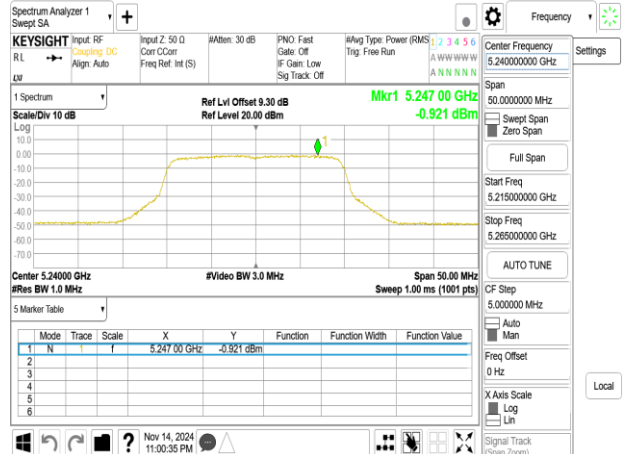 Spectrum Analyzer 1
Swept SA
+
Frequency
KEYSIGHT
RL
Input: RF
Coupling: DC
Align: Auto
Input Z: 50 Ω
Corr CCorr
Freq Ref: Int (S)
#Atten: 30 dB
PNO: Fast
Gate: Off
IF Gain: Low
Sig Track: Off
#Avg Type: Power (RMS
Trig: Free Run
1 2 3 4 5 6
A W W W W W
A N N N N N
LXI
1 Spectrum
Scale/Div 10 dB
Ref Lvl Offset 9.30 dB
Ref Level 20.00 dBm
Mkr1 5.247 00 GHz
-0.921 dBm
Log
10.0
0.00
-10.0
-20.0
-30.0
-40.0
-50.0
-60.0
-70.0
1
Center 5.24000 GHz
#Res BW 1.0 MHz
#Video BW 3.0 MHz
Span 50.00 MHz
Sweep 1.00 ms (1001 pts)
5 Marker Table
Mode Trace Scale X Y Function Function Width Function Value
1 N 1 f 5.247 00 GHz -0.921 dBm
2
3
4
5
6
Nov 14, 2024
11:00:35 PM
?
Center Frequency
5.240000000 GHz
Settings
Span
50.0000000 MHz
Swept Span
Zero Span
Full Span
Start Freq
5.215000000 GHz
Stop Freq
5.265000000 GHz
AUTO TUNE
CF Step
5.000000 MHz
Auto
Man
Freq Offset
0 Hz
X Axis Scale
Log
Lin
Local
Signal Track
(Span Zoom)